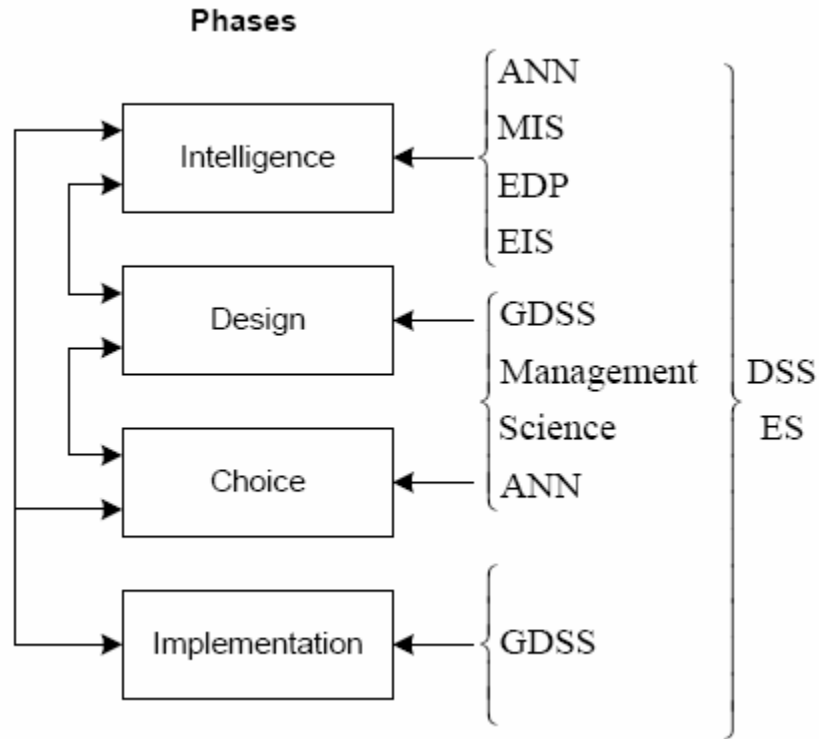 Phases
Intelligence
ANN
MIS
EDP
EIS
Design
Choice
GDSS
Management
Science
ANN
Implementation
GDSS
DSS
ES